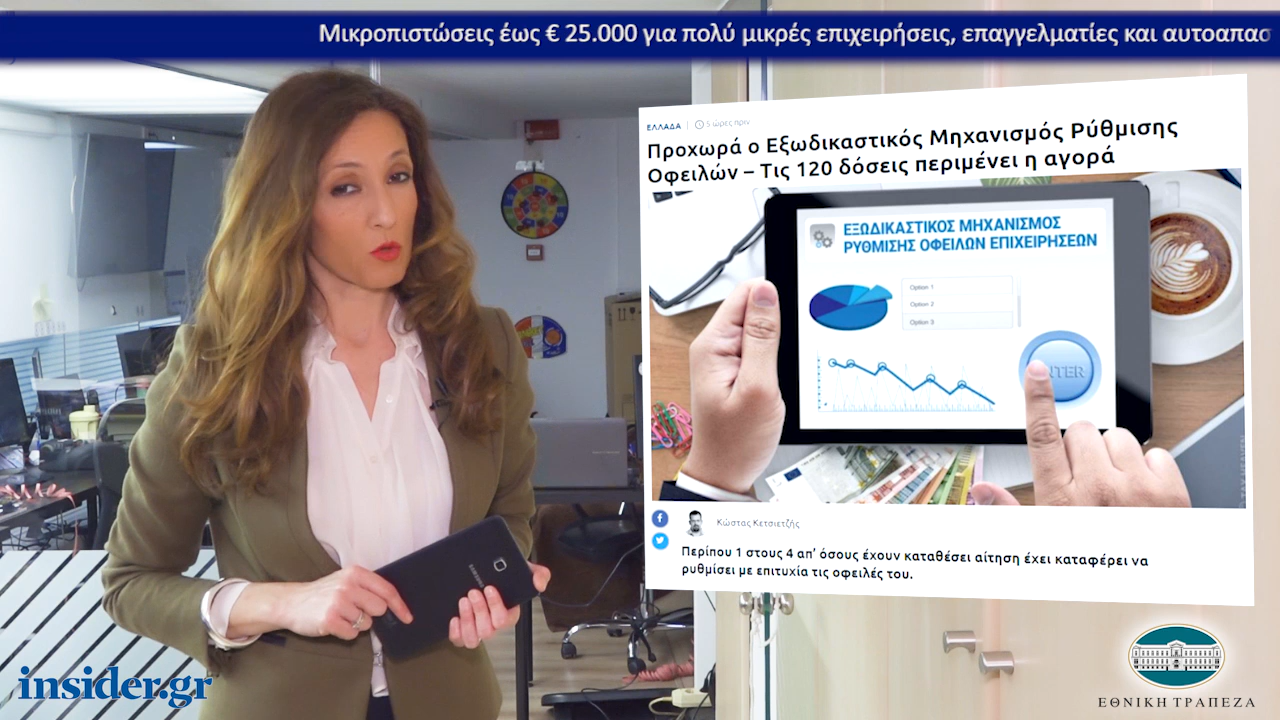 Μικροπιστώσεις έως € 25.000 για πολύ μικρές επιχειρήσεις, επαγγελματίες και αυτοαπασ
ΕΛΛΑΔΑ | 5 ώρες πριν
Προχωρά ο Εξωδικαστικός Μηχανισμός Ρύθμισης
Οφειλών – Τις 120 δόσεις περιμένει η αγορά
ΕΞΩΔΙΚΑΣΤΙΚΟΣ ΜΗΧΑΝΙΣΜΟΣ
ΡΥΘΜΙΣΗΣ ΟΦΕΙΛΩΝ ΕΠΙΧΕΙΡΗΣΕΩΝ
Option 1
Option 2
Option 3
NTER
Κώστας Κετσιετζής
Περίπου 1 στους 4 απ' όσους έχουν καταθέσει αίτηση έχει καταφέρει να
ρυθμίσει με επιτυχία τις οφειλές του.
SAMSUNG
insider.gr
ΕΘΝΙΚΗ ΤΡΑΠΕΖΑ